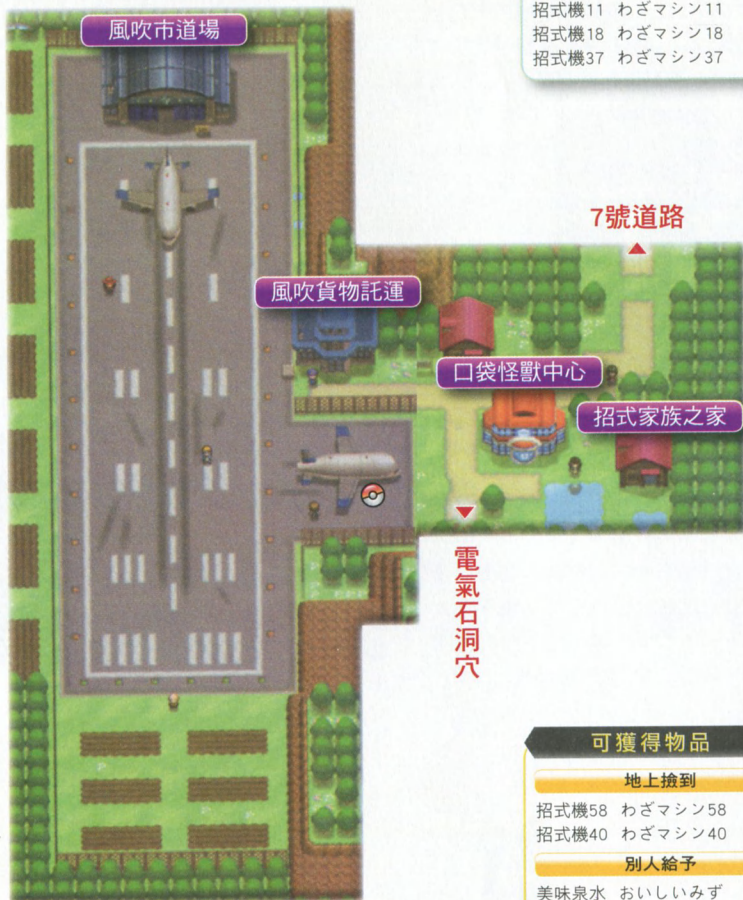 招式機11 わざマシン11
招式機18 わざマシン18
招式機37 わざマシン37
風吹市道場
7號道路
風吹貨物託運
口袋怪獸中心
招式家族之家
電氣石洞穴
可獲得物品
地上撿到
招式機58 わざマシン58
招式機40 わざマシン40
別人給予
美味泉水 おいしいみず